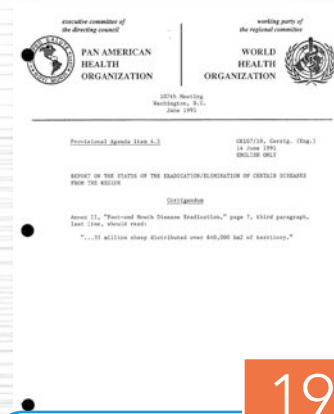 executive committee of
the directing council
working party of
the regional committee
PAN AMERICAN
HEALTH
ORGANIZATION
WORLD
HEALTH
ORGANIZATION
107th Meeting
Washington, D.C.
June 1991
Provisional Agenda Item 4.3
CE107/18, Corrig. (Eng.)
14 June 1991
ENGLISH ONLY
REPORT ON THE STATUS OF THE ERADICATION/ELIMINATION OF CERTAIN DISEASES
FROM THE REGION
Corrigendum
Annex II, "Foot-and Mouth Disease Eradication," page 7, third paragraph,
last line, should read:
million sheep distributed over 640,000 km2 of territory."
19